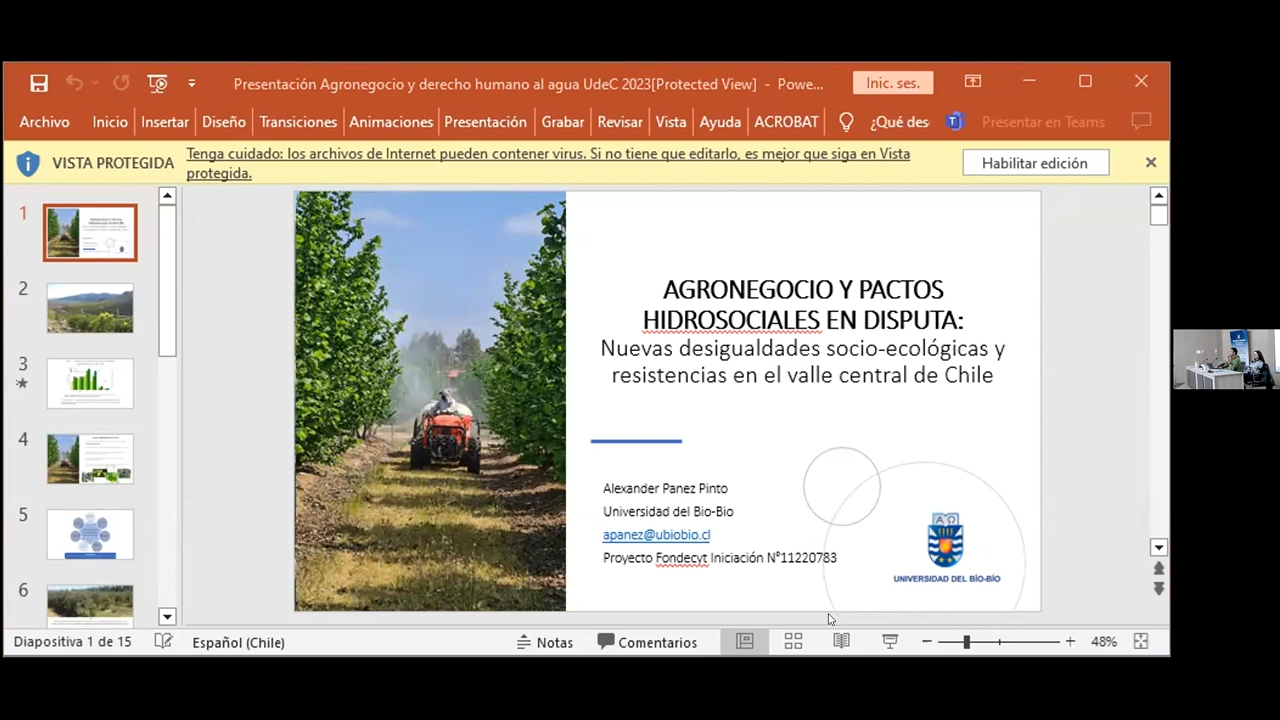 Presentación Agronegocio y derecho humano al agua UdeC 2023[Protected View] - Powe...
Inic. ses.
Archivo Inicio Insertar Diseño Transiciones Animaciones Presentación Grabar Revisar Vista Ayuda ACROBAT ¿Qué des Presentar en Teams
VISTA PROTEGIDA
Tenga cuidado: los archivos de Internet pueden contener virus. Si no tiene que editarlo, es mejor que siga en Vista
protegida.
Habilitar edición
1
2
3
4
5
6
AGRONEGOCIO Y PACTOS
HIDROSOCIALES EN DISPUTA:
Nuevas desigualdades socio-ecológicas y
resistencias en el valle central de Chile
Alexander Panez Pinto
Universidad del Bio-Bio
apanez@ubiobio.cl
Proyecto Fondecyt Iniciación N°11220783
UNIVERSIDAD DEL BÍO-BÍO
Diapositiva 1 de 15 Español (Chile) Notas Comentarios 48%